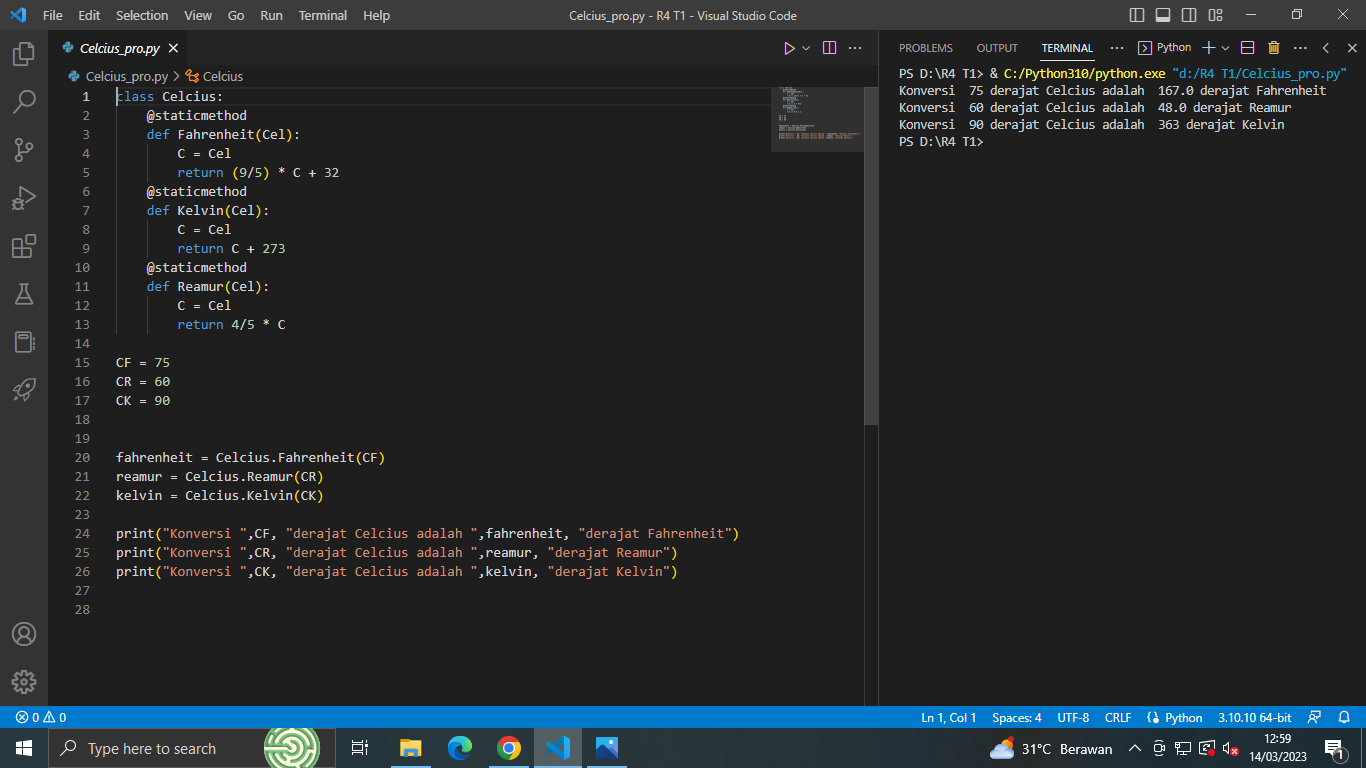 File Edit Selection View Go Run Terminal Help
Celcius_pro.py - R4 T1 - Visual Studio Code
Celcius_pro.py
Celcius_pro.py > Celcius
1 class Celcius:
2 @staticmethod
3 def Fahrenheit(Cel):
4 C = Cel
5 return (9/5) * C + 32
6 @staticmethod
7 def Kelvin(Cel):
8 C = Cel
9 return C + 273
10 @staticmethod
11 def Reamur(Cel):
12 C = Cel
13 return 4/5 * C
14
15 CF = 75
16 CR = 60
17 CK = 90
18
19
20 fahrenheit = Celcius.Fahrenheit(CF)
21 reamur = Celcius.Reamur(CR)
22 kelvin = Celcius.Kelvin(CK)
23
24 print("Konversi ",CF, "derajat Celcius adalah ",fahrenheit, "derajat Fahrenheit")
25 print("Konversi ",CR, "derajat Celcius adalah ",reamur, "derajat Reamur")
26 print("Konversi ",CK, "derajat Celcius adalah ",kelvin, "derajat Kelvin")
27
28
PROBLEMS OUTPUT TERMINAL ··· Python
PS D:\R4 T1> & C:/Python310/python.exe "d:/R4 T1/Celcius_pro.py"
Konversi  75 derajat Celcius adalah  167.0 derajat Fahrenheit
Konversi  60 derajat Celcius adalah  48.0 derajat Reamur
Konversi  90 derajat Celcius adalah  363 derajat Kelvin
PS D:\R4 T1>
0 0 Ln 1, Col 1 Spaces: 4 UTF-8 CRLF Python 3.10.10 64-bit
Type here to search
31°C Berawan
12:59
14/03/2023
1